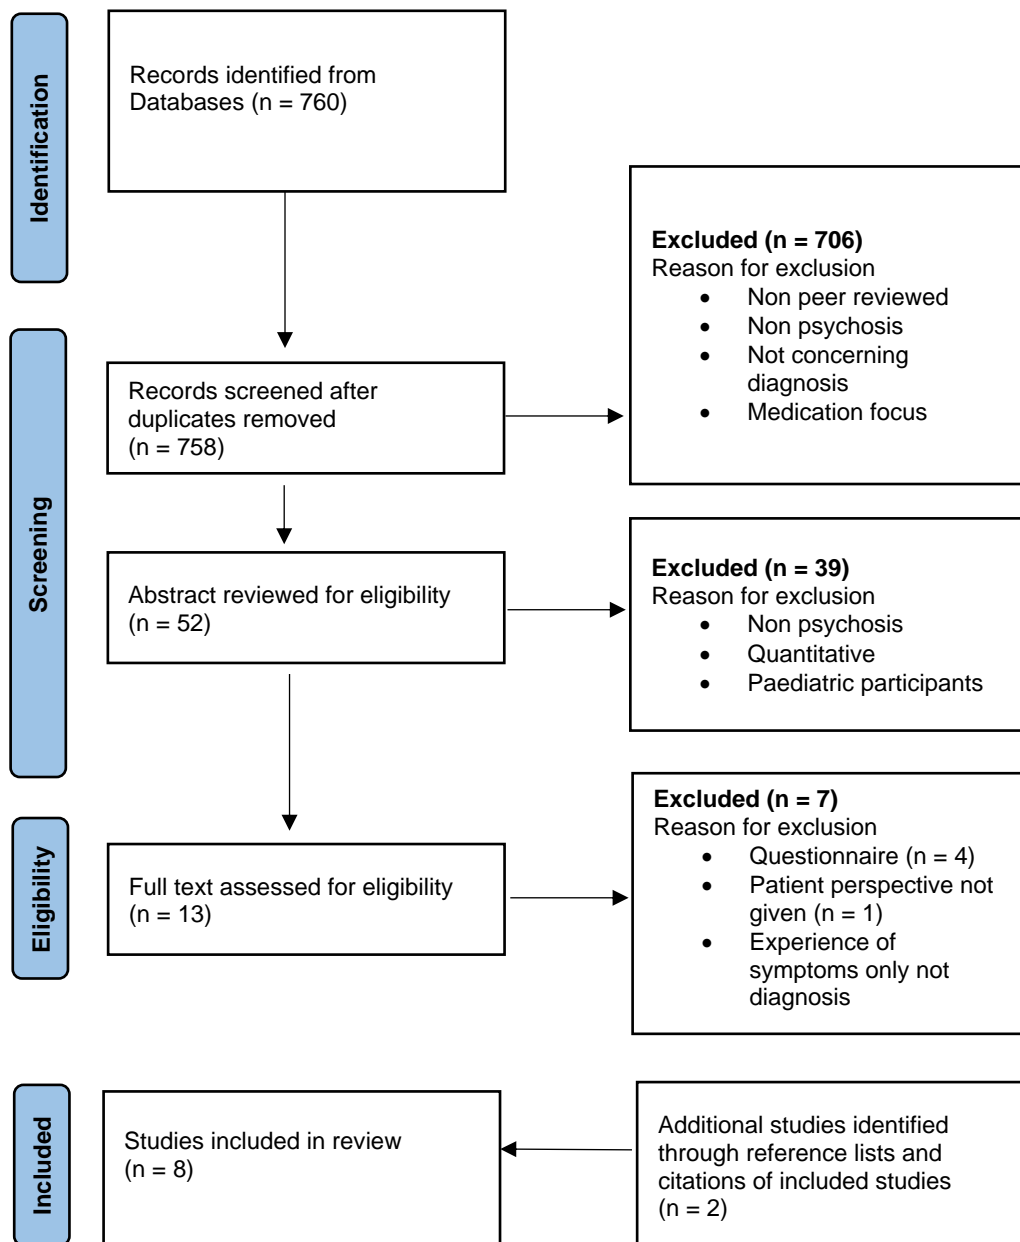 Identification
Records identified from
Databases (n = 760)
Excluded (n = 706)
Reason for exclusion
• Non peer reviewed
• Non psychosis
• Not concerning
diagnosis
• Medication focus
Screening
Records screened after
duplicates removed
(n = 758)
Abstract reviewed for eligibility
(n = 52)
Excluded (n = 39)
Reason for exclusion
• Non psychosis
• Quantitative
• Paediatric participants
Eligibility
Full text assessed for eligibility
(n = 13)
Excluded (n = 7)
Reason for exclusion
• Questionnaire (n = 4)
• Patient perspective not
given (n = 1)
• Experience of
symptoms only not
diagnosis
Included
Studies included in review
(n = 8)
Additional studies identified
through reference lists and
citations of included studies
(n = 2)